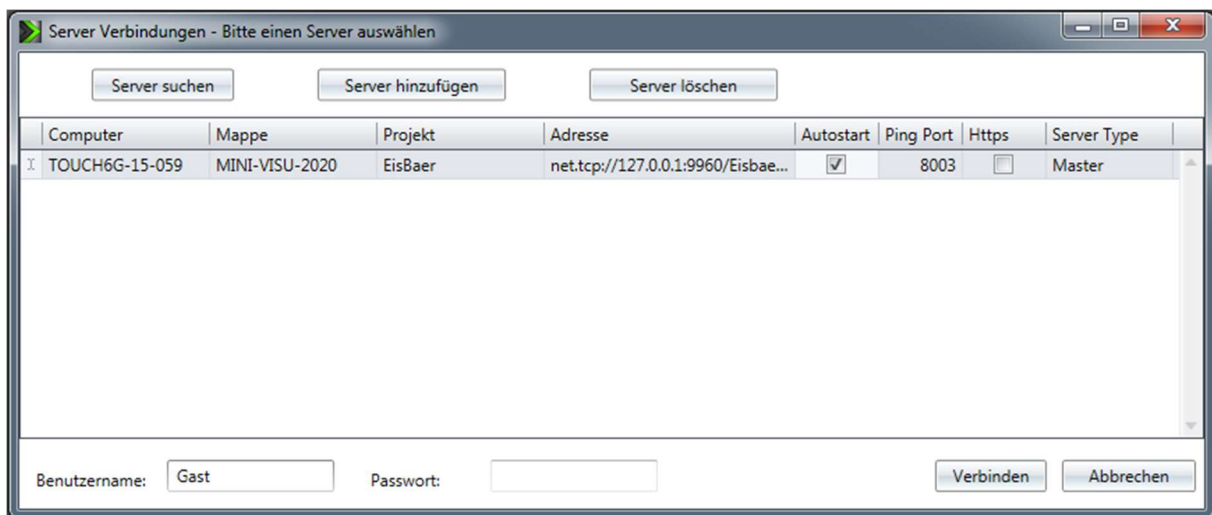 Server Verbindungen - Bitte einen Server auswählen
Server suchen Server hinzufügen Server löschen
Computer Mappe Projekt Adresse Autostart Ping Port Https Server Type
TOUCH6G-15-059 MINI-VISU-2020 EisBaer net.tcp://127.0.0.1:9960/Eisbae... 8003 Master
Benutzername: Gast Passwort: Verbinden Abbrechen